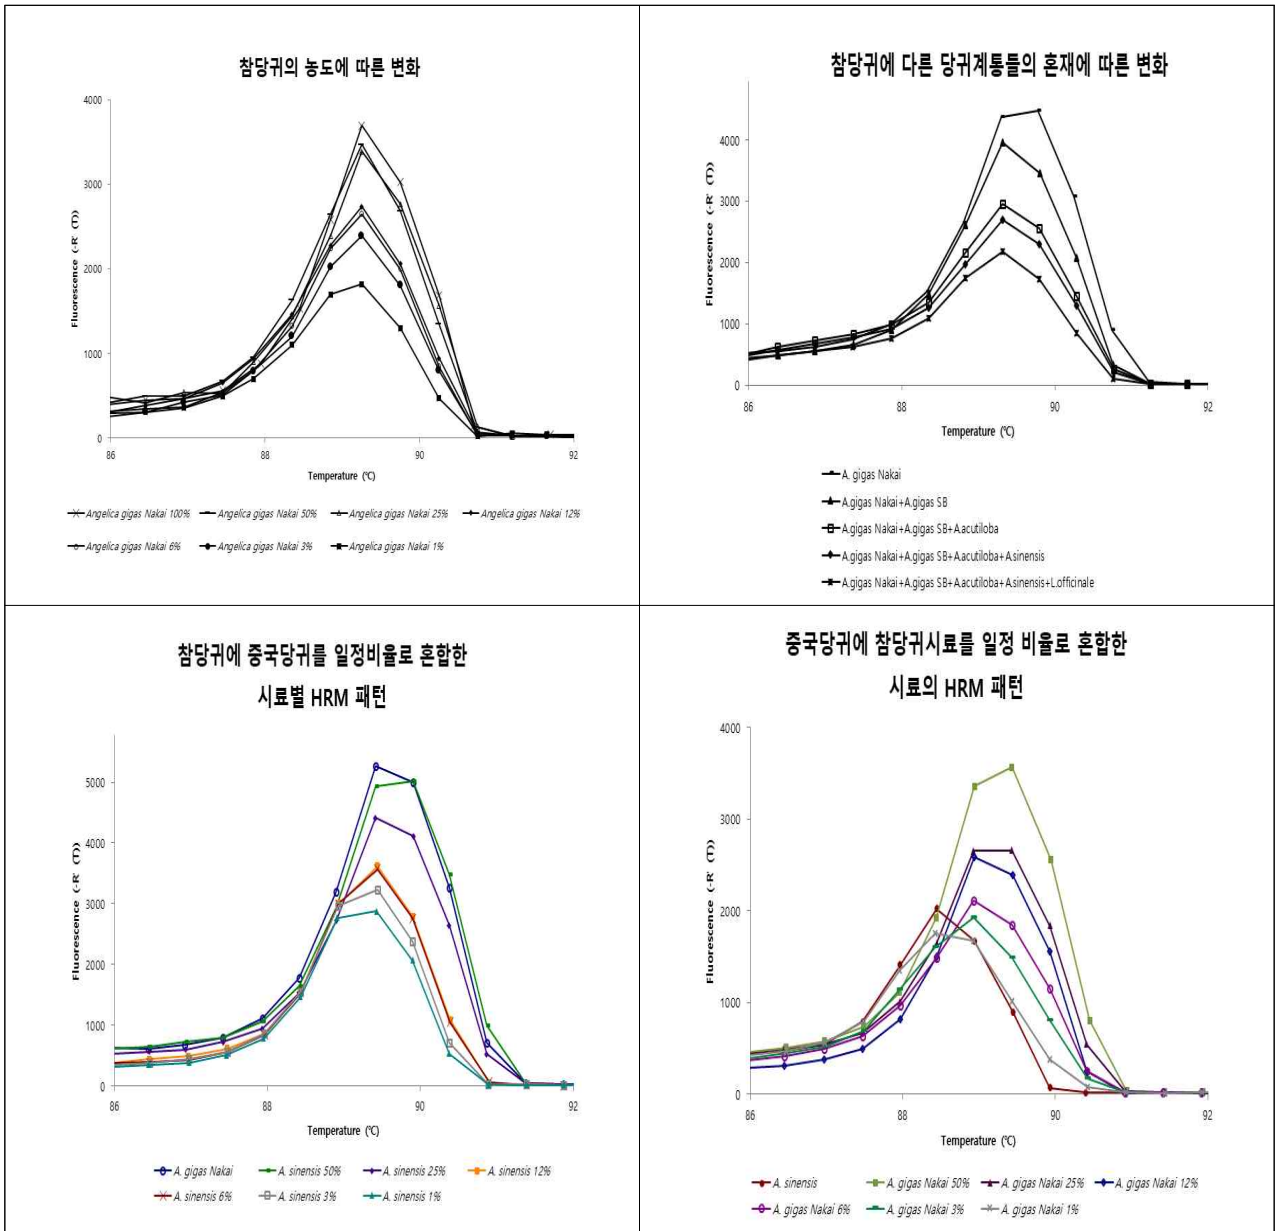 참당귀의 농도에 따른 변화
4000
3000
2000
1000
0
Fluorescence (-R' (T))
86 88 90 92
Temperature (℃)
Angelica gigas Nakai 100% Angelica gigas Nakai 50% Angelica gigas Nakai 25% Angelica gigas Nakai 12%
Angelica gigas Nakai 6% Angelica gigas Nakai 3% Angelica gigas Nakai 1%
참당귀에 다른 당귀계통들의 혼재에 따른 변화
4000
3000
2000
1000
0
Fluorescence (-R' (T))
86 88 90 92
Temperature (℃)
A. gigas Nakai
A.gigas Nakai+A.gigas SB
A.gigas Nakai+A.gigas SB+A.acutiloba
A.gigas Nakai+A.gigas SB+A.acutiloba+A.sinensis
A.gigas Nakai+A.gigas SB+A.acutiloba+A.sinensis+L.officinale
참당귀에 중국당귀를 일정비율로 혼합한
시료별 HRM 패턴
5000
4000
3000
2000
1000
0
Fluorescence (-R' (T))
86 88 90 92
Temperature (℃)
A. gigas Nakai A. sinensis 50% A. sinensis 25% A. sinensis 12%
A. sinensis 6% A. sinensis 3% A. sinensis 1%
중국당귀에 참당귀시료를 일정 비율로 혼합한
시료의 HRM 패턴
4000
3000
2000
1000
0
Fluorescence (-R' (T))
86 88 90 92
Temperature (℃)
A. sinensis A. gigas Nakai 50% A. gigas Nakai 25% A. gigas Nakai 12%
A. gigas Nakai 6% A. gigas Nakai 3% A. gigas Nakai 1%